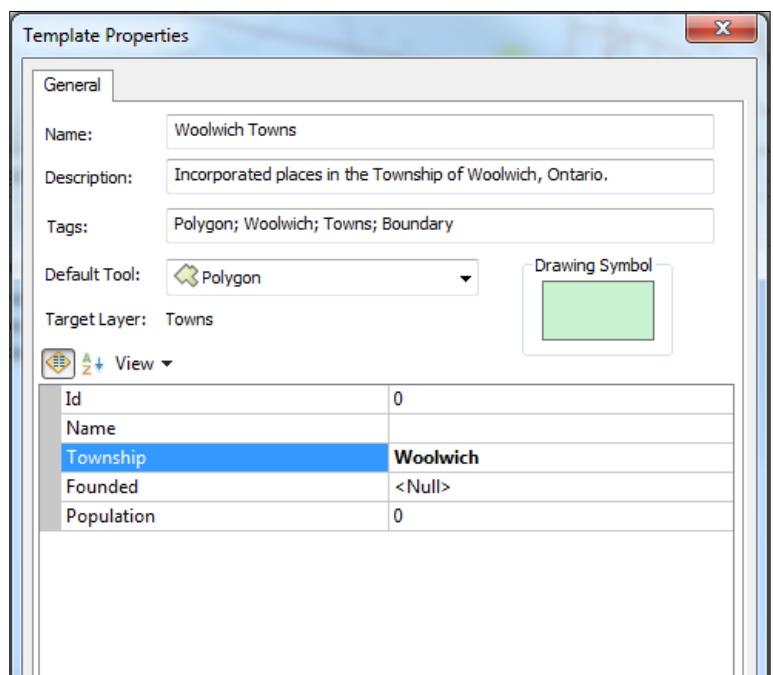 Template Properties
General
Name: Woolwich Towns
Description: Incorporated places in the Township of Woolwich, Ontario.
Tags: Polygon; Woolwich; Towns; Boundary
Default Tool: Polygon
Drawing Symbol
Target Layer: Towns
A Z View
Id 0
Name
Township Woolwich
Founded <Null>
Population 0